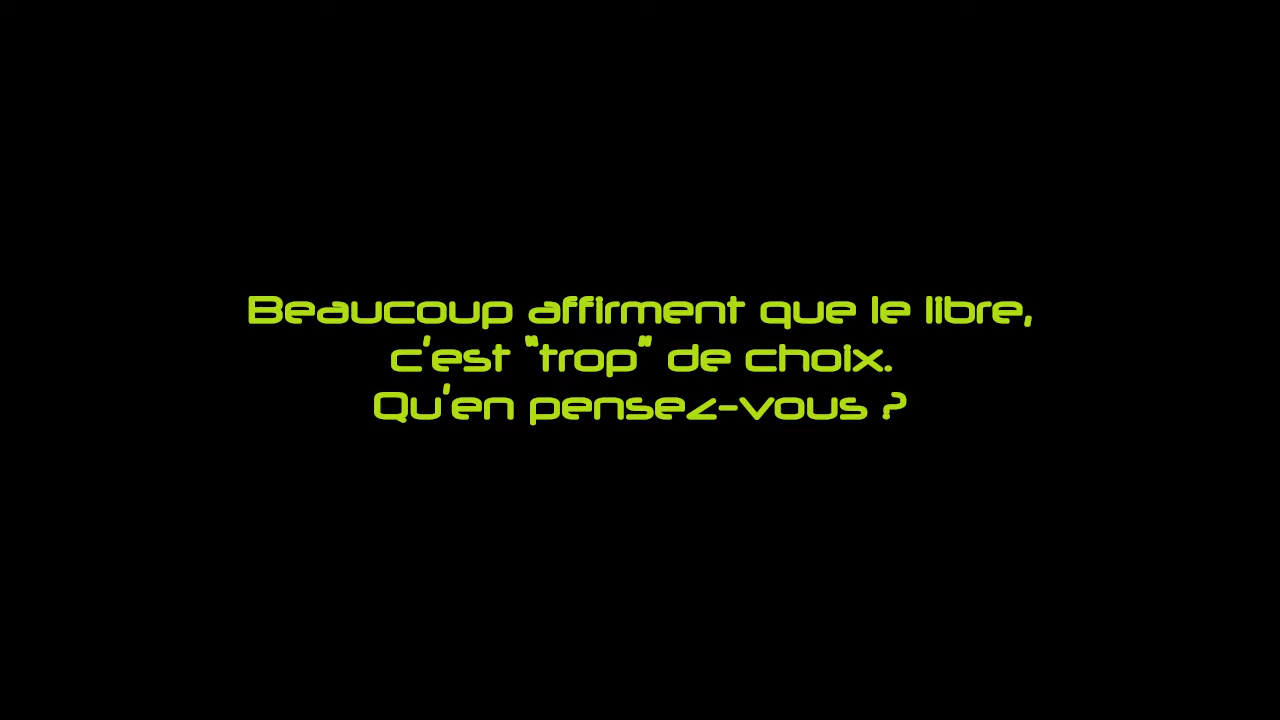 Beaucoup affirment que le libre,
c'est "trop" de choix.
Qu'en pensez-vous ?